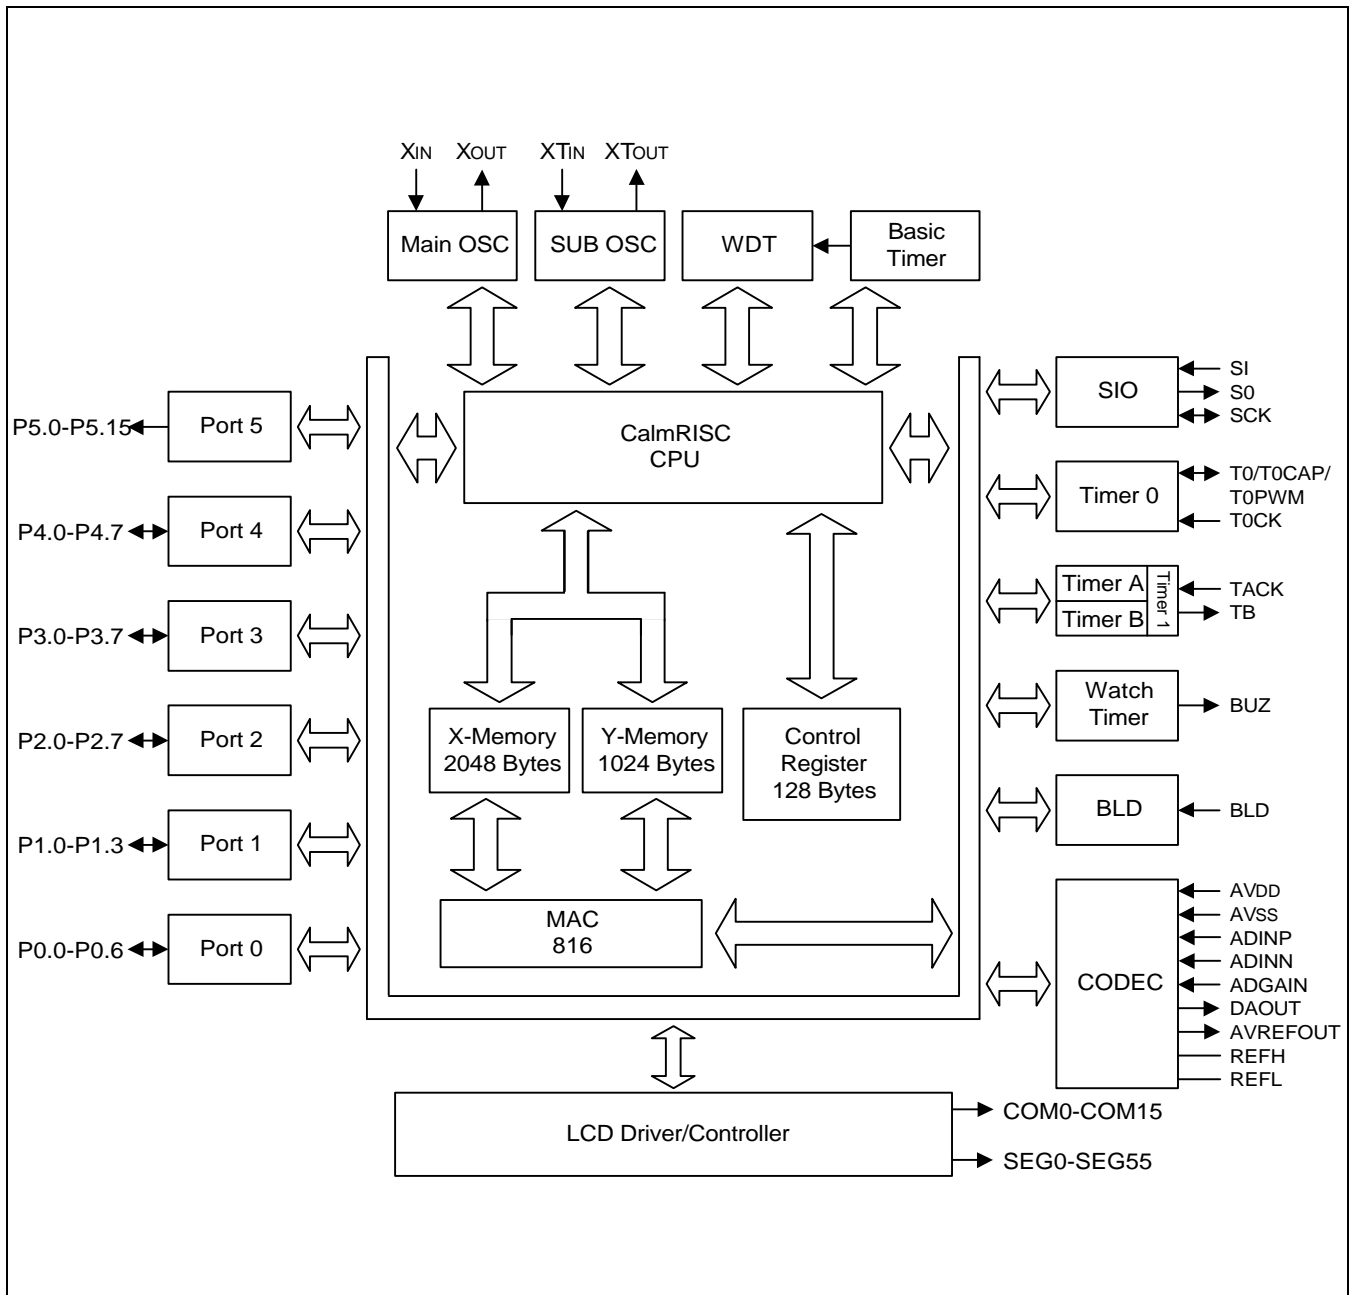 XIN XOUT XTIN XTOUT
Main OSC
SUB OSC
WDT
Basic
Timer
P5.0-P5.15
Port 5
P4.0-P4.7
Port 4
P3.0-P3.7
Port 3
P2.0-P2.7
Port 2
P1.0-P1.3
Port 1
P0.0-P0.6
Port 0
CalmRISC
CPU
X-Memory
2048 Bytes
Y-Memory
1024 Bytes
Control
Register
128 Bytes
MAC
816
SIO
SI
S0
SCK
Timer 0
T0/T0CAP/
T0PWM
T0CK
Timer A
Timer B
Timer 1
TACK
TB
Watch
Timer
BUZ
BLD
BLD
CODEC
AVDD
AVSS
ADINP
ADINN
ADGAIN
DAOUT
AVREFOUT
REFH
REFL
LCD Driver/Controller
COM0-COM15
SEG0-SEG55